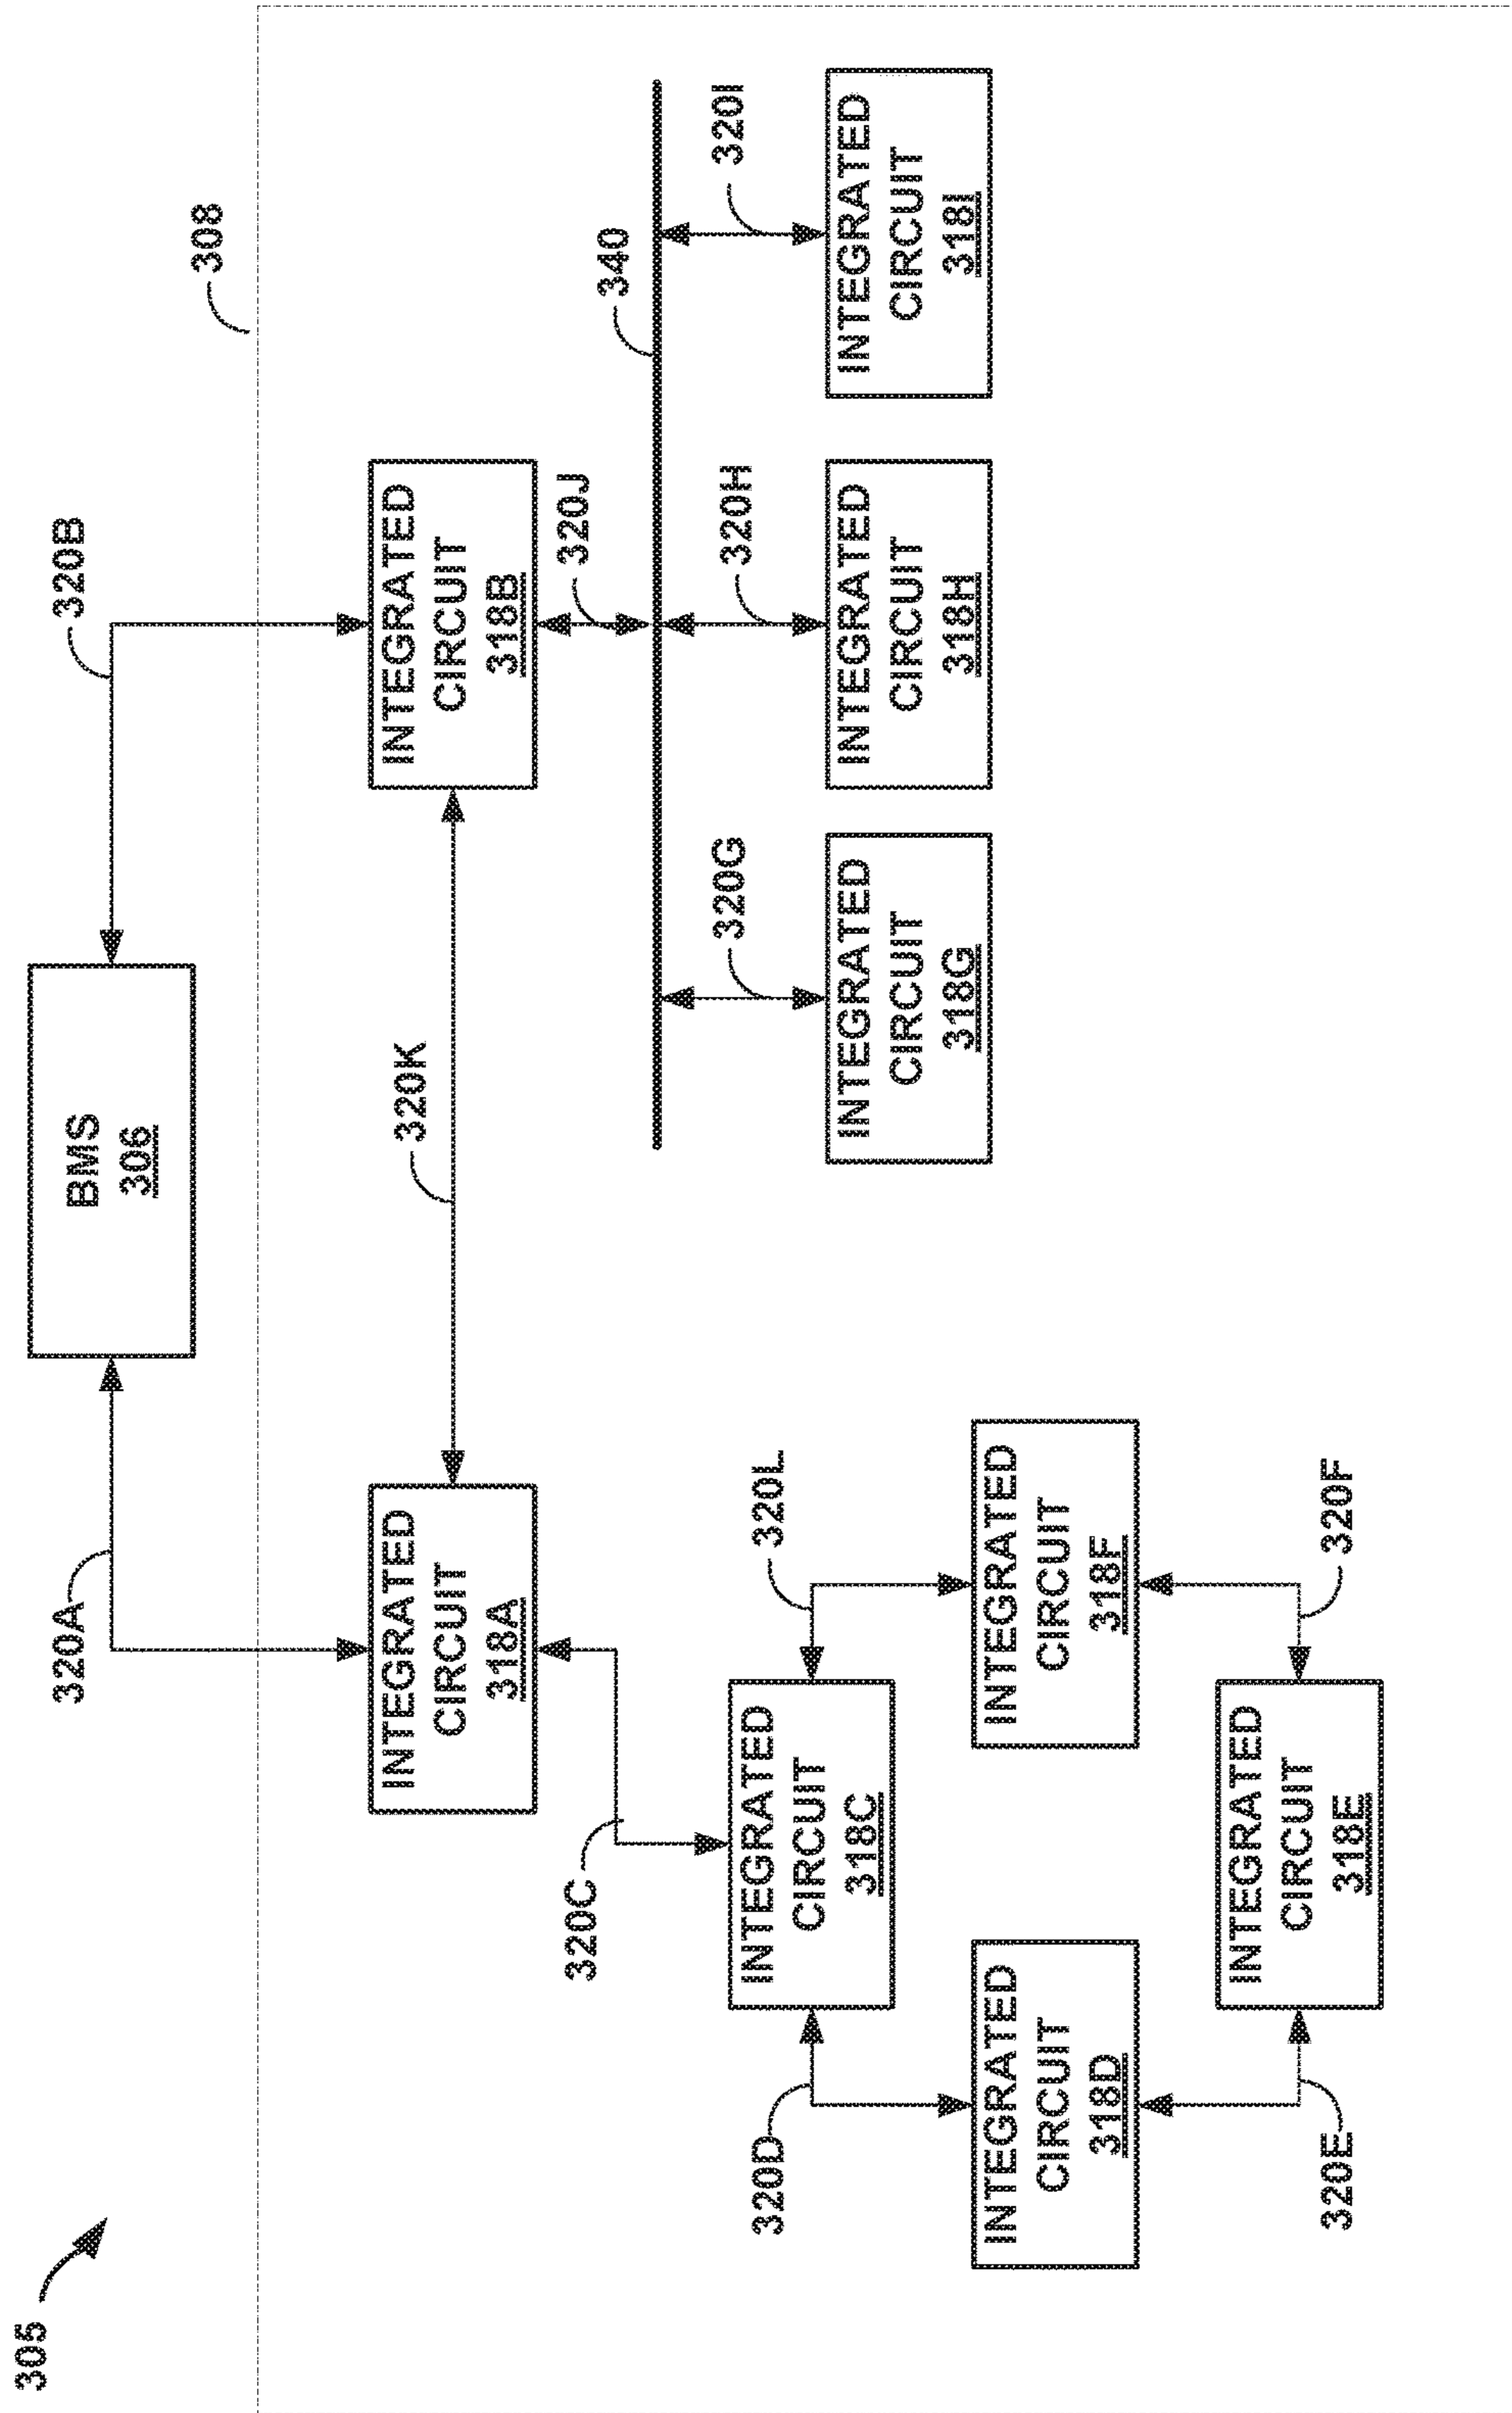 305
320A
BMS
306
320B
308
INTEGRATED
CIRCUIT
318A
320K
INTEGRATED
CIRCUIT
318B
320C
320J
340
320D
INTEGRATED
CIRCUIT
318C
320L
320G
320H
320I
INTEGRATED
CIRCUIT
318G
INTEGRATED
CIRCUIT
318H
INTEGRATED
CIRCUIT
318I
INTEGRATED
CIRCUIT
318D
INTEGRATED
CIRCUIT
318F
320E
INTEGRATED
CIRCUIT
318E
320F